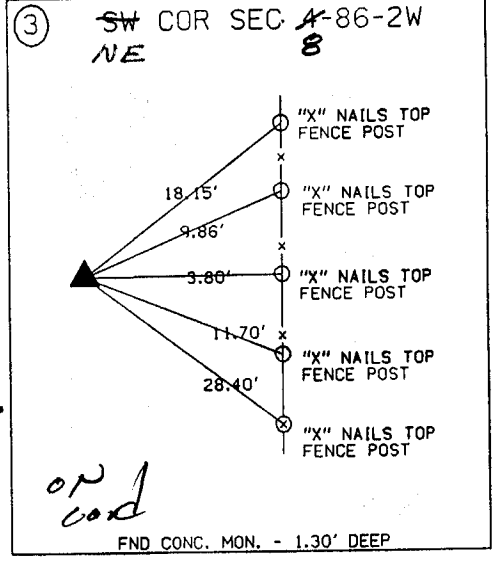 3 SW COR SEC 4-86-2W
NE 8
"X" NAILS TOP
FENCE POST
18.15'
"X" NAILS TOP
FENCE POST
9.86'
3.80'
"X" NAILS TOP
FENCE POST
11.70'
"X" NAILS TOP
FENCE POST
28.40'
"X" NAILS TOP
FENCE POST
ON
card
FND CONC. MON. - 1.30' DEEP